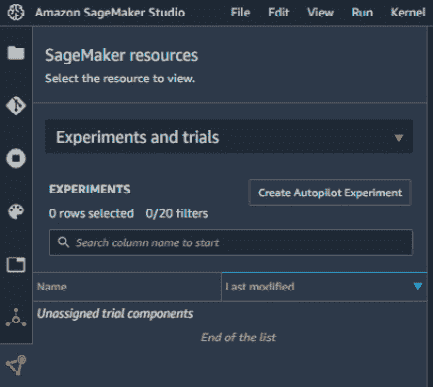 Amazon SageMaker Studio File Edit View Run Kernel
SageMaker resources
Select the resource to view.
Experiments and trials
EXPERIMENTS
Create Autopilot Experiment
0 rows selected 0/20 filters
Search column name to start
Name Last modified
Unassigned trial components
End of the list